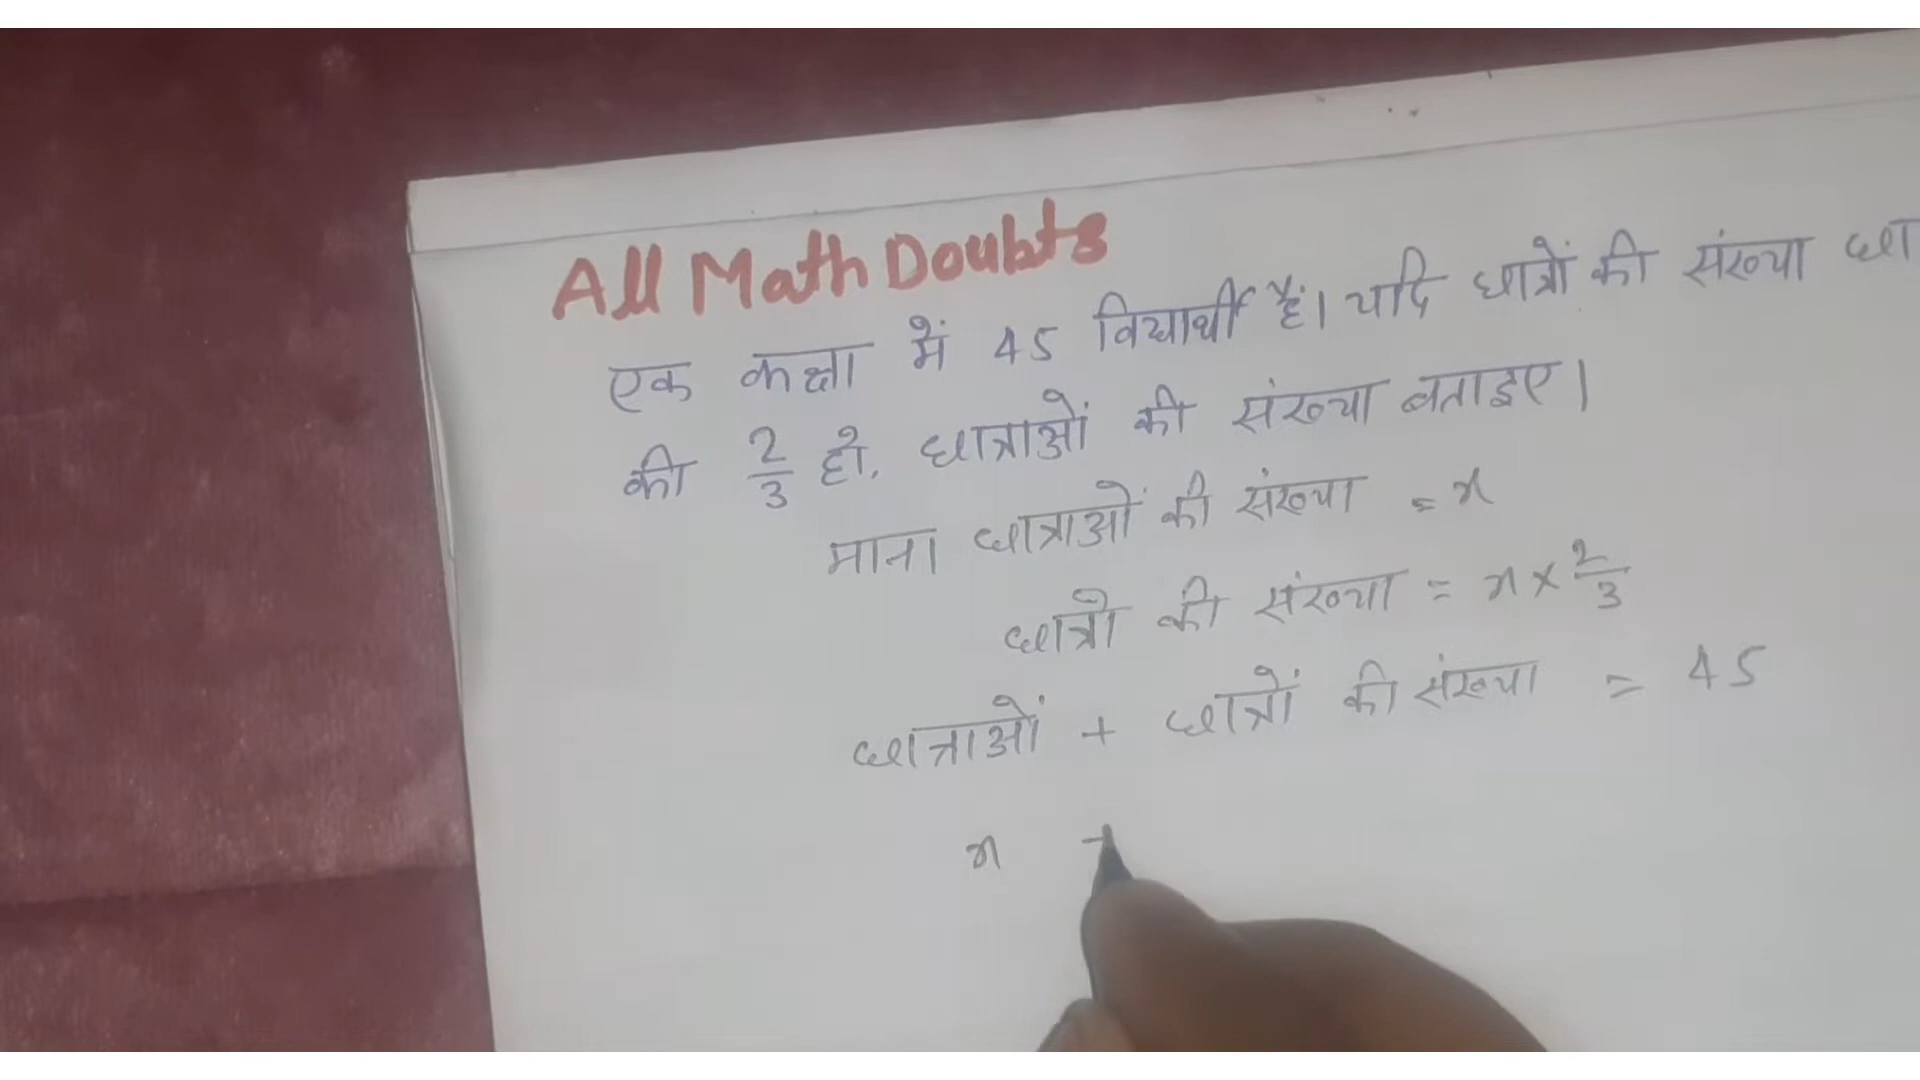 All Math Doubts
एक कक्षा में 45 विद्यार्थी हैं। यदि छात्रों की संख्या
की 2/3 हो, छात्राओं की संख्या बताइए।
माना छात्राओं की संख्या = x
छात्रो की संख्या = x × 2/3
छात्राओं + छात्रों की संख्या = 45
x +